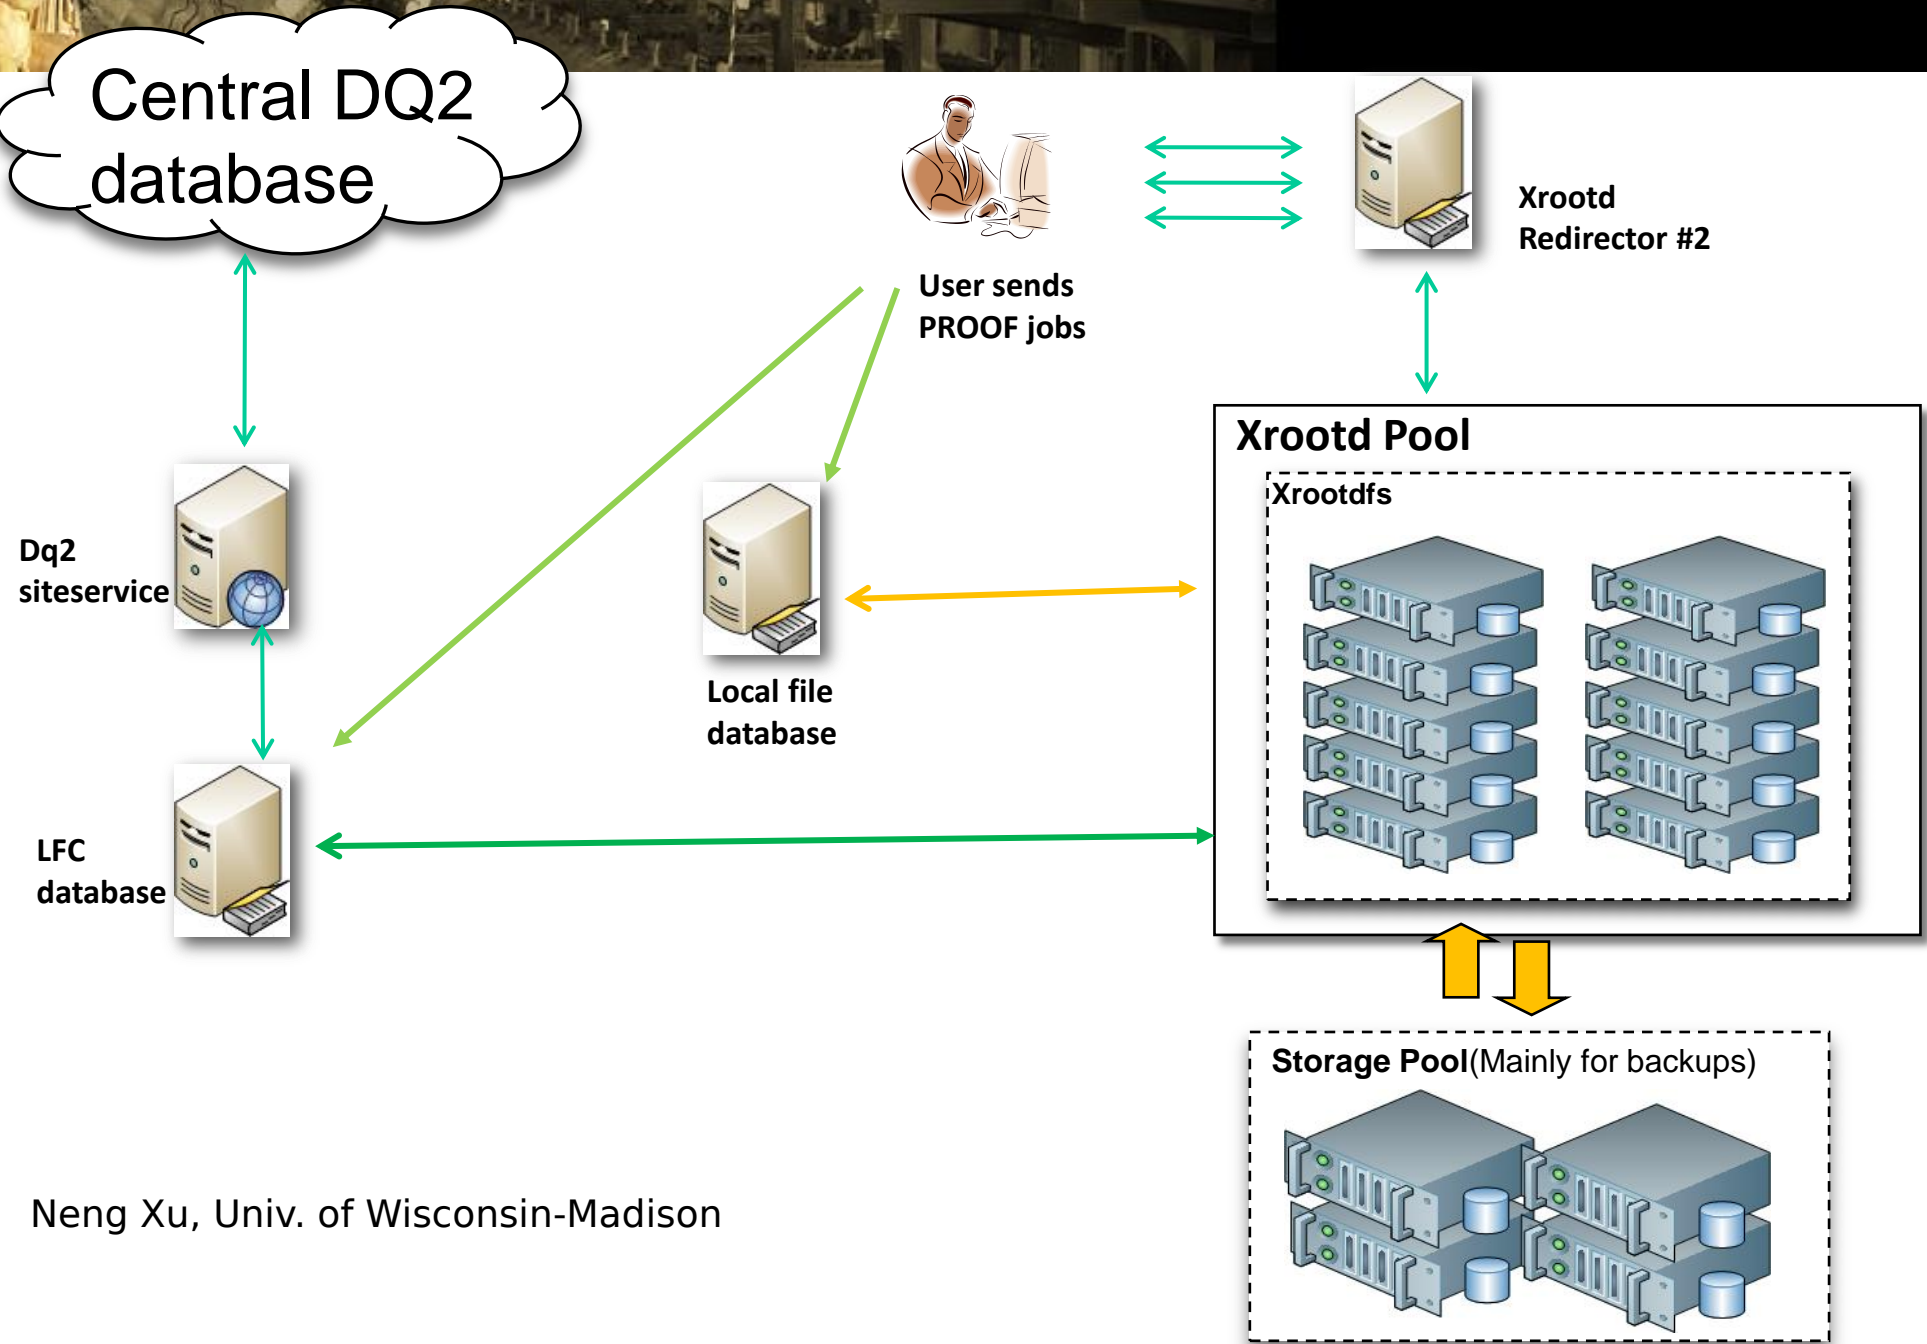 Central DQ2
database
Xrootd
Redirector #2
User sends
PROOF jobs
Xrootd Pool
Xrootdfs
Dq2
siteservice
Local file
database
LFC
database
Storage Pool(Mainly for backups)
Neng Xu, Univ. of Wisconsin-Madison